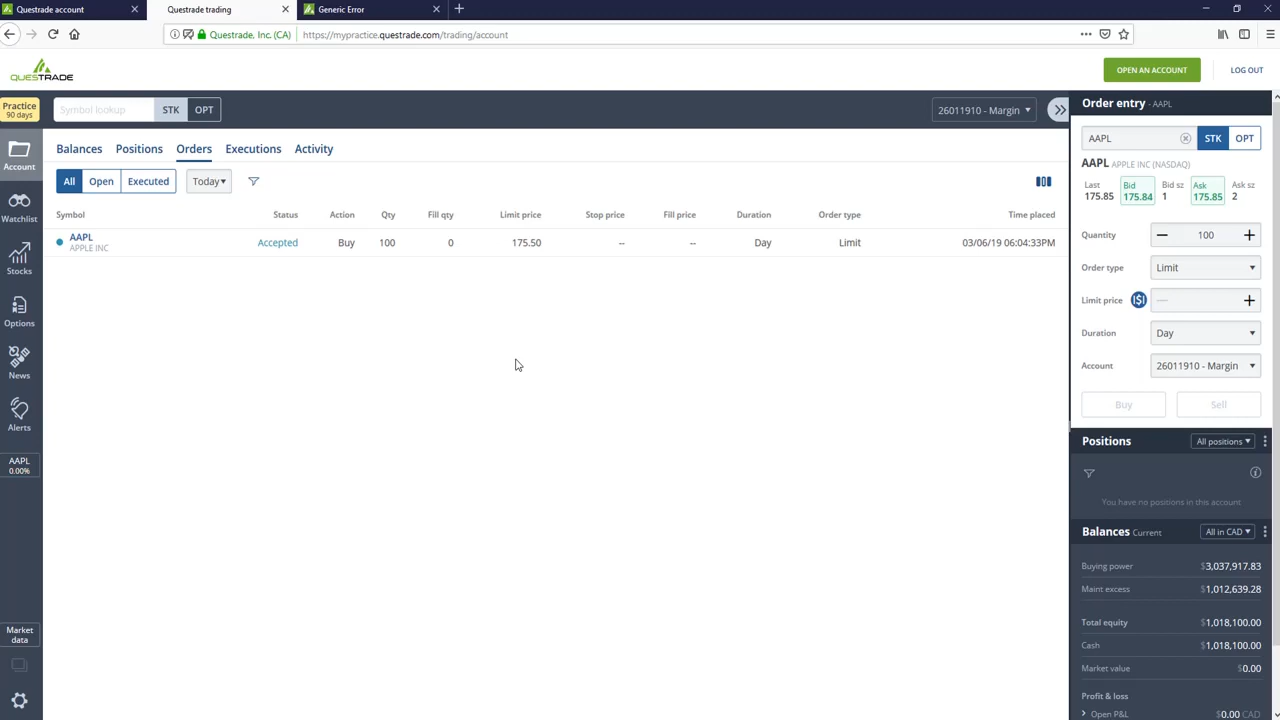 Questrade account
Questrade trading
Generic Error
Questrade, Inc. (CA)
https://mypractice.questrade.com/trading/account
QUESTRADE
OPEN AN ACCOUNT
LOG OUT
Practice
90 days
Symbol lookup
STK
OPT
26011910 - Margin
Order entry - AAPL
Account
Watchlist
Stocks
Options
News
Alerts
AAPL
0.00%
Market
data
Balances
Positions
Orders
Executions
Activity
All
Open
Executed
Today
Symbol Status Action Qty Fill qty Limit price Stop price Fill price Duration Order type Time placed
AAPL Accepted Buy 100 0 175.50 -- -- Day Limit 03/06/19 06:04:33PM
APPLE INC
AAPL
STK
OPT
AAPL APPLE INC (NASDAQ)
Last Bid Bid sz Ask Ask sz
175.85 175.84 1 175.85 2
Quantity 100
Order type Limit
Limit price
Duration Day
Account 26011910 - Margin
Buy
Sell
Positions All positions
You have no positions in this account
Balances Current All in CAD
Buying power $3,037,917.83
Maint excess $1,012,639.28
Total equity $1,018,100.00
Cash $1,018,100.00
Market value $0.00
Profit & loss
Open P&L $0.00 CAD